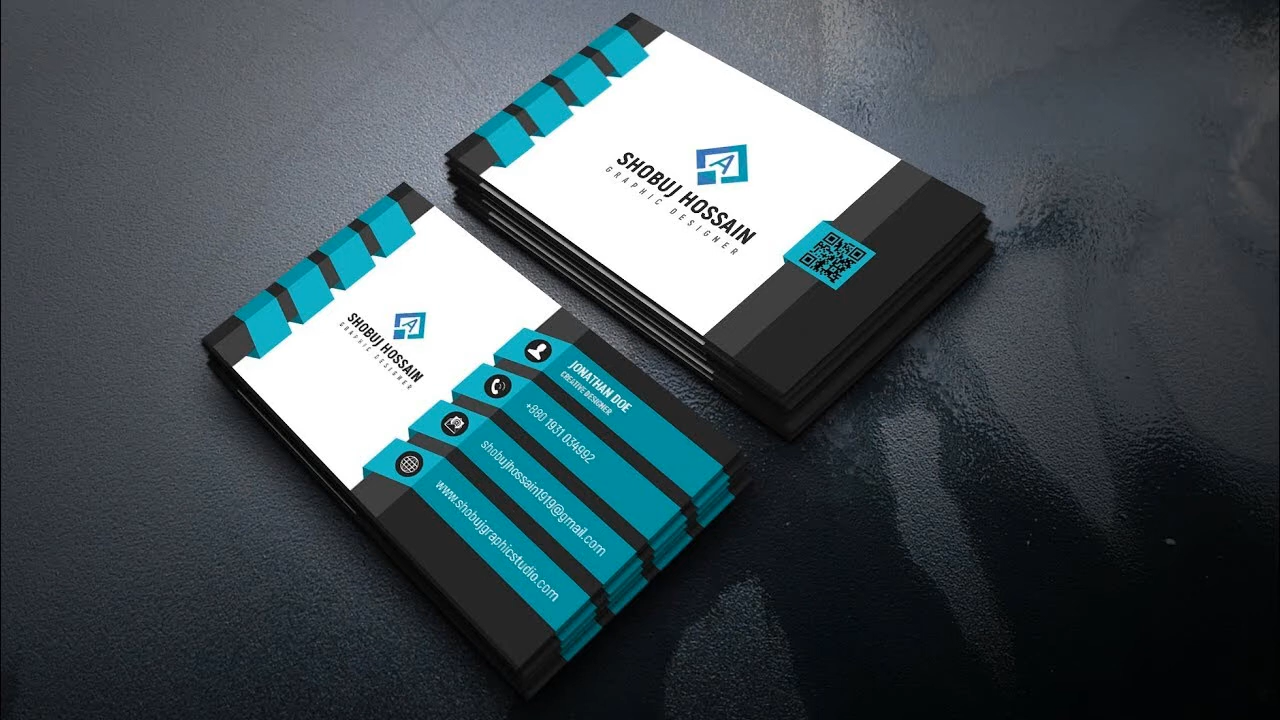 SHOBUJ HOSSAIN
GRAPHIC DESIGNER
A
SHOBUJ HOSSAIN
GRAPHIC DESIGNER
A
JONATHAN DOE
CREATIVE DESIGNER
+880 1931 034992
shobujhossain1919@gmail.com
www.shobujgraphicstudio.com